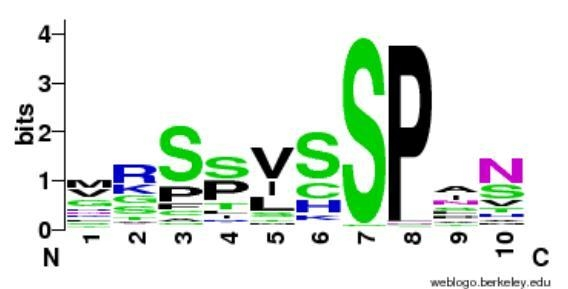 bits
4
3
2
1
0
M R S S V S S P A N
V K P P I G N S
G G L H V
S
N 1 2 3 4 5 6 7 8 9 10 C
weblogo.berkeley.edu